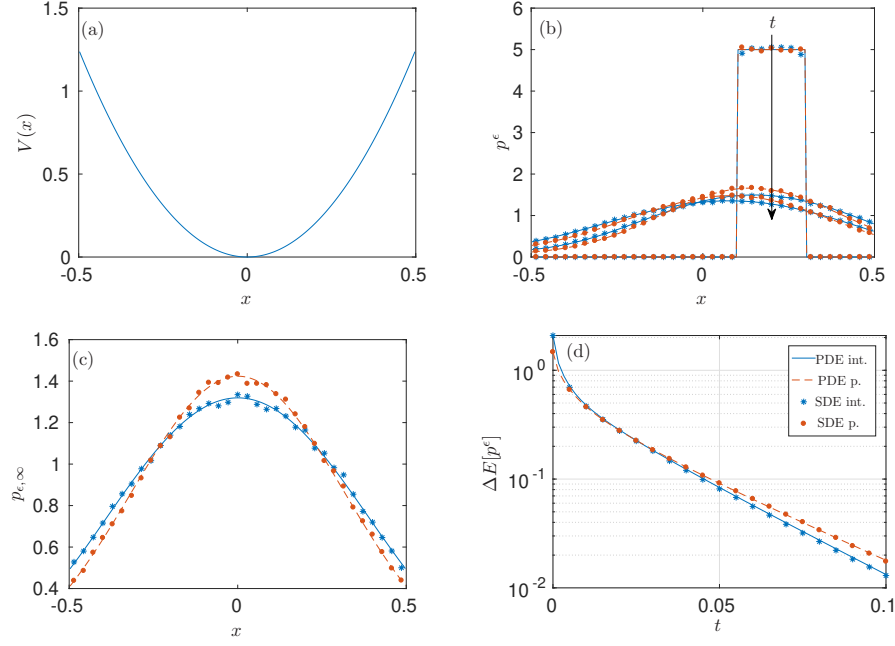 (a)
1.5
1
0.5
0
-0.5
0
0.5
V(x)
x
(b)
t
6
5
4
3
2
1
0
-0.5
0
0.5
p^ϵ
x
(c)
1.6
1.4
1.2
1
0.8
0.6
0.4
-0.5
0
0.5
p_{ϵ,∞}
x
(d)
10^0
10^{-1}
10^{-2}
0
0.05
0.1
ΔE[p^ϵ]
t
PDE int.
PDE p.
SDE int.
SDE p.